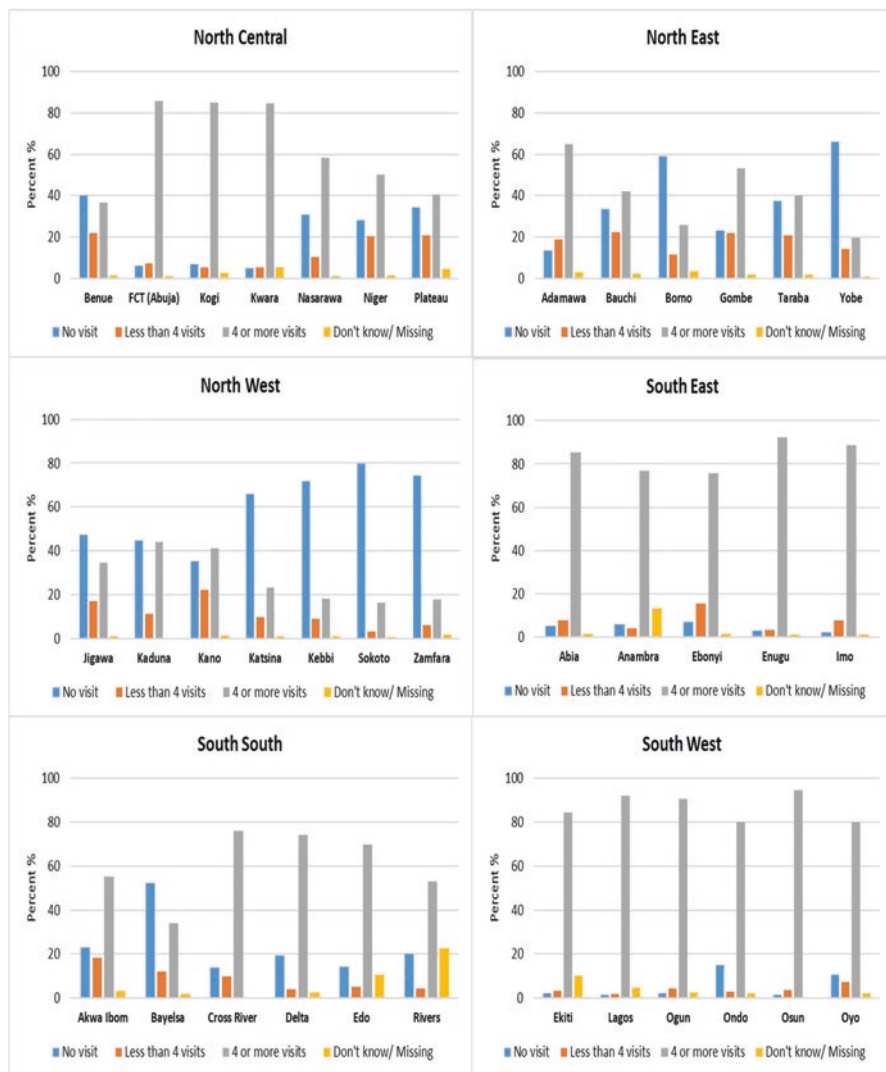 North Central
100
80
60
40
20
0
Percent %
Benue FCT (Abuja) Kogi Kwara Nasarawa Niger Plateau
No visit Less than 4 visits 4 or more visits Don't know/ Missing
North East
100
80
60
40
20
0
Percent %
Adamawa Bauchi Borno Gombe Taraba Yobe
No visit Less than 4 visits 4 or more visits Don't know/ Missing
North West
100
80
60
40
20
0
Percent %
Jigawa Kaduna Kano Katsina Kebbi Sokoto Zamfara
No visit Less than 4 visits 4 or more visits Don't know/ Missing
South East
100
80
60
40
20
0
Percent %
Abia Anambra Ebonyi Enugu Imo
No visit Less than 4 visits 4 or more visits Don't know/ Missing
South South
100
80
60
40
20
0
Percent %
Akwa Ibom Bayelsa Cross River Delta Edo Rivers
No visit Less than 4 visits 4 or more visits Don't know/ Missing
South West
100
80
60
40
20
0
Percent %
Ekiti Lagos Ogun Ondo Osun Oyo
No visit Less than 4 visits 4 or more visits Don't know/ Missing